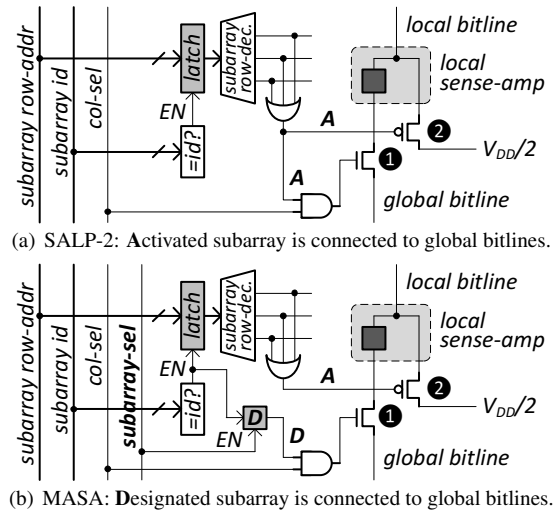 subarray row-addr
subarray id
col-sel
latch
EN
=id?
subarray
row-dec.
A
A
local bitline
local
sense-amp
2
VDD/2
1
global bitline
(a) SALP-2: Activated subarray is connected to global bitlines.
subarray row-addr
subarray id
col-sel
subarray-sel
latch
EN
=id?
subarray
row-dec.
D
EN
D
A
local bitline
local
sense-amp
2
VDD/2
1
global bitline
(b) MASA: Designated subarray is connected to global bitlines.